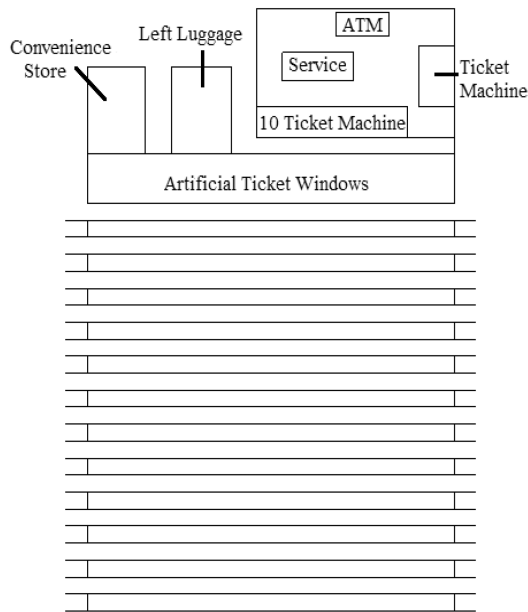 Convenience
Store
Left Luggage
ATM
Service
Ticket
Machine
10 Ticket Machine
Artificial Ticket Windows